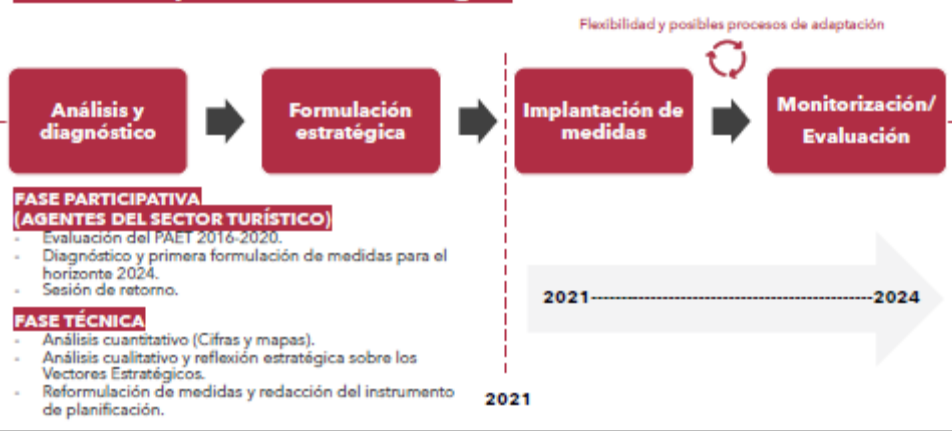 Flexibilidad y posibles procesos de adaptación
Análisis y
diagnóstico
Formulación
estratégica
Implantación de
medidas
Monitorización/
Evaluación
FASE PARTICIPATIVA
(AGENTES DEL SECTOR TURÍSTICO)
- Evaluación del PAET 2016-2020.
- Diagnóstico y primera formulación de medidas para el
horizonte 2024.
- Sesión de retorno.
FASE TÉCNICA
- Análisis cuantitativo (Cifras y mapas).
- Análisis cualitativo y reflexión estratégica sobre los
Vectores Estratégicos.
- Reformulación de medidas y redacción del instrumento
de planificación.
2021
2021--------------------------------------------------2024